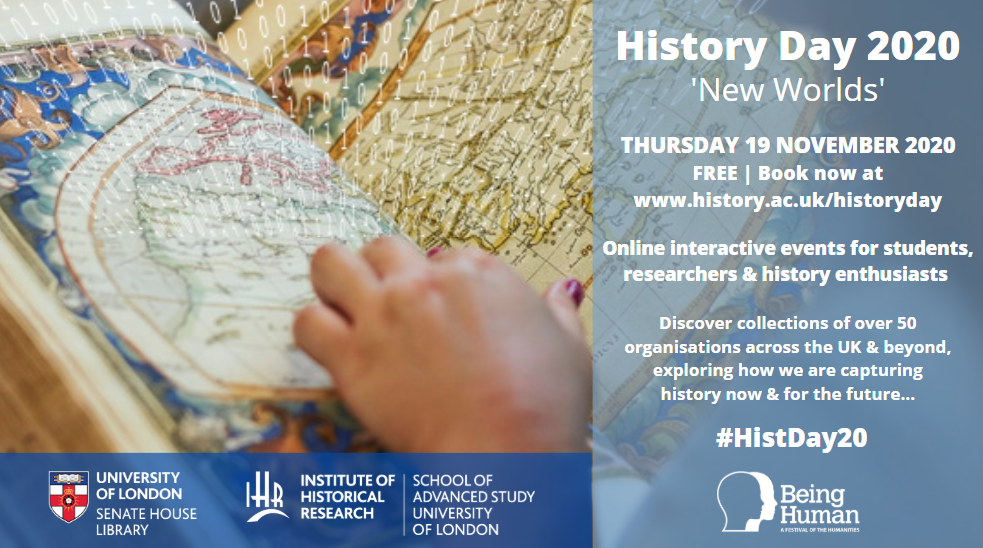 History Day 2020
'New Worlds'
THURSDAY 19 NOVEMBER 2020
FREE | Book now at
www.history.ac.uk/historyday
Online interactive events for students,
researchers & history enthusiasts
Discover collections of over 50
organisations across the UK & beyond,
exploring how we are capturing
history now & for the future...
#HistDay20
Being
Human
A FESTIVAL OF THE HUMANITIES
UNIVERSITY
OF LONDON
SENATE HOUSE
LIBRARY
IHR
INSTITUTE OF
HISTORICAL
RESEARCH
SCHOOL OF
ADVANCED STUDY
UNIVERSITY
OF LONDON